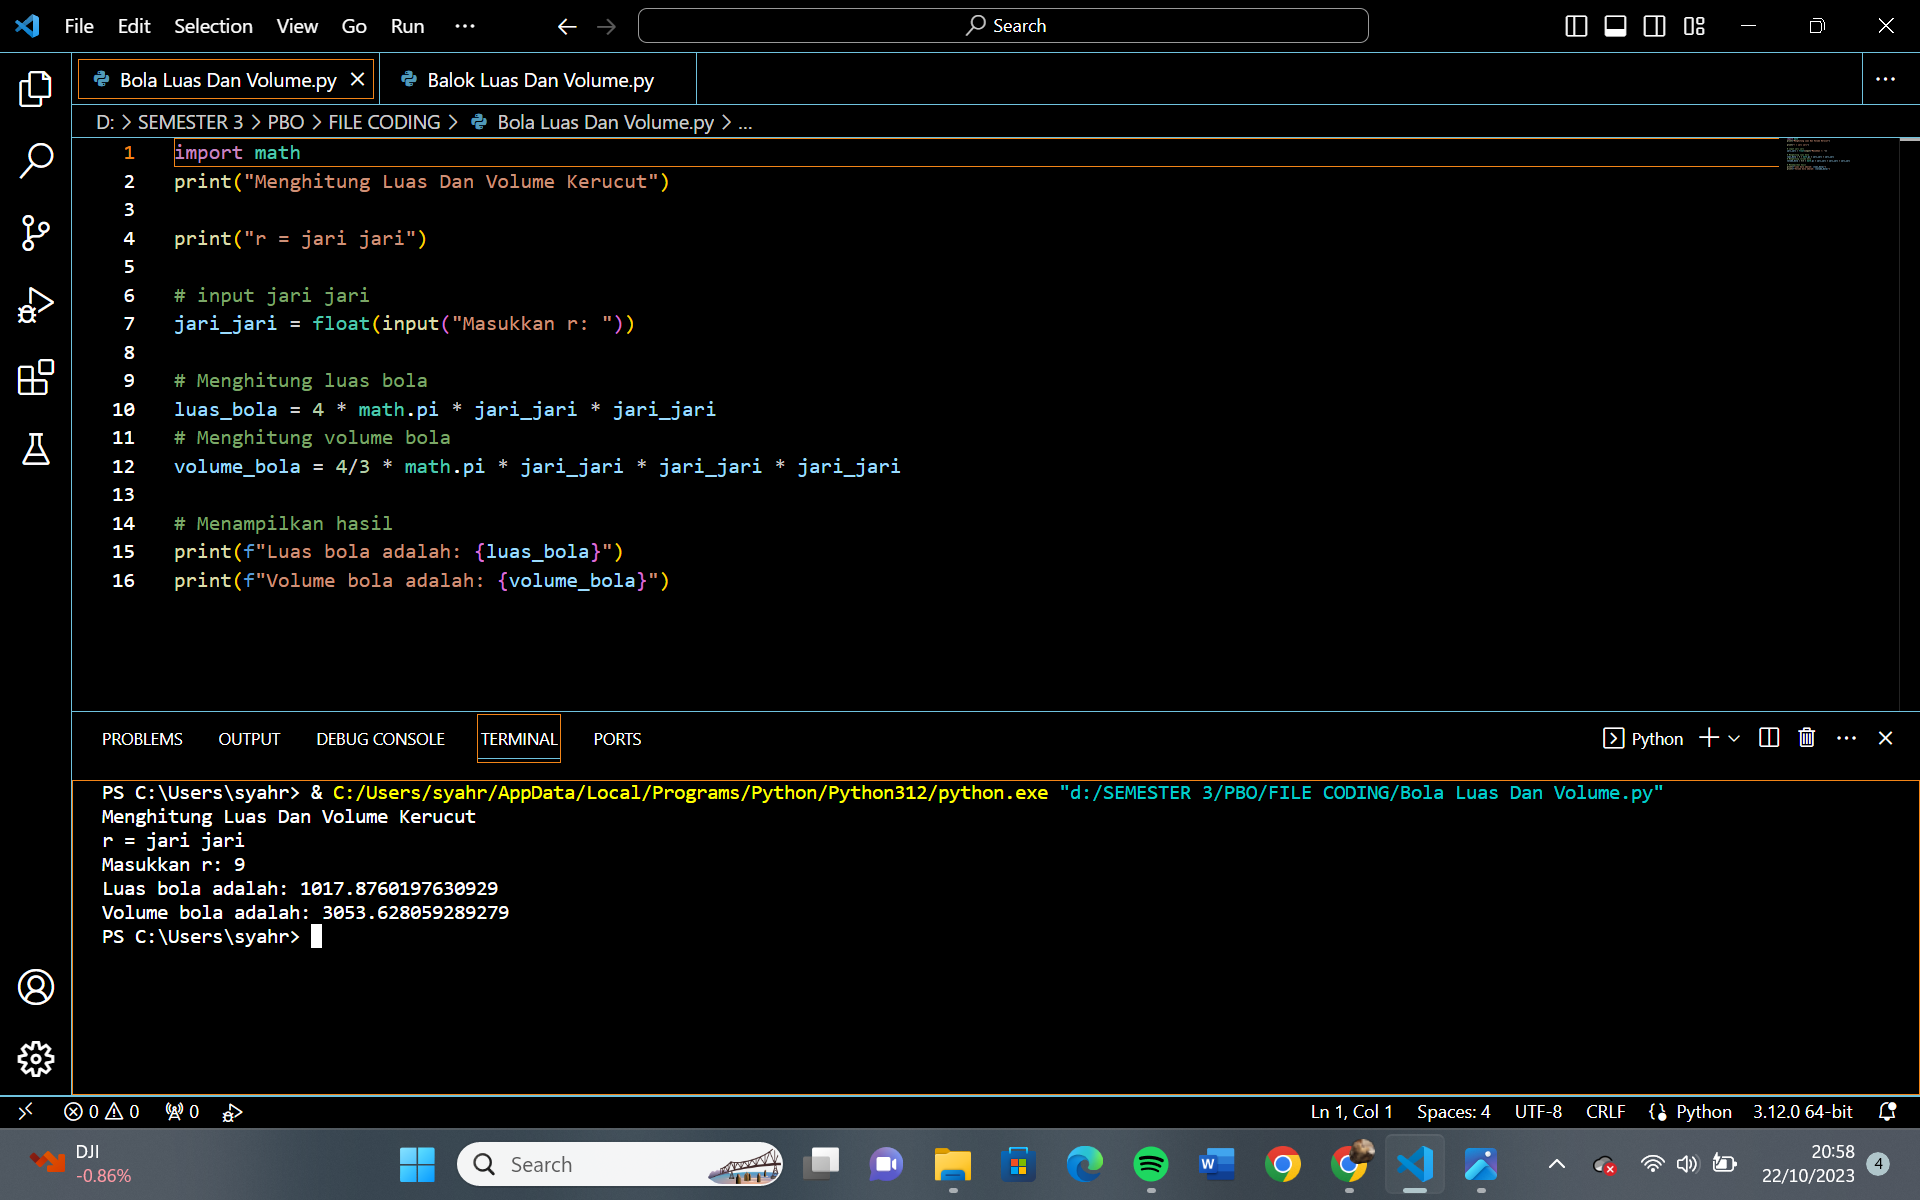 File Edit Selection View Go Run ··· Search
Bola Luas Dan Volume.py Balok Luas Dan Volume.py
D: > SEMESTER 3 > PBO > FILE CODING > Bola Luas Dan Volume.py > ...
1 import math
2 print("Menghitung Luas Dan Volume Kerucut")
3
4 print("r = jari jari")
5
6 # input jari jari
7 jari_jari = float(input("Masukkan r: "))
8
9 # Menghitung luas bola
10 luas_bola = 4 * math.pi * jari_jari * jari_jari
11 # Menghitung volume bola
12 volume_bola = 4/3 * math.pi * jari_jari * jari_jari * jari_jari
13
14 # Menampilkan hasil
15 print(f"Luas bola adalah: {luas_bola}")
16 print(f"Volume bola adalah: {volume_bola}")
PROBLEMS OUTPUT DEBUG CONSOLE TERMINAL PORTS Python
PS C:\Users\syahr> & C:/Users/syahr/AppData/Local/Programs/Python/Python312/python.exe "d:/SEMESTER 3/PBO/FILE CODING/Bola Luas Dan Volume.py"
Menghitung Luas Dan Volume Kerucut
r = jari jari
Masukkan r: 9
Luas bola adalah: 1017.8760197630929
Volume bola adalah: 3053.628059289279
PS C:\Users\syahr>
0 0 0 Ln 1, Col 1 Spaces: 4 UTF-8 CRLF Python 3.12.0 64-bit
DJI
-0.86%
Search
20:58
22/10/2023
4